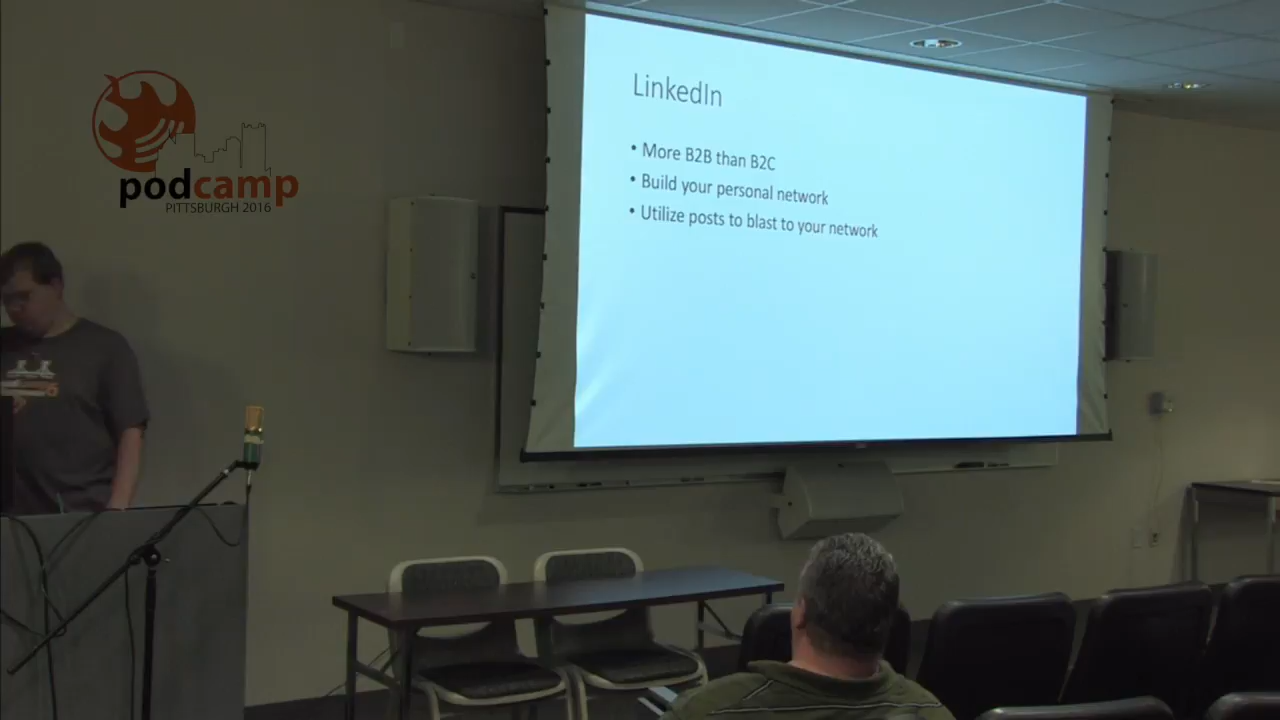 podcamp
PITTSBURGH 2016
LinkedIn
• More B2B than B2C
• Build your personal network
• Utilize posts to blast to your network